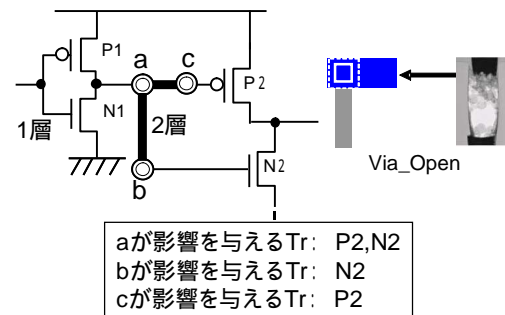 P1
a
c
P2
N1
1層
2層
N2
b
Via_Open
aが影響を与えるTr： P2,N2
bが影響を与えるTr： N2
cが影響を与えるTr： P2